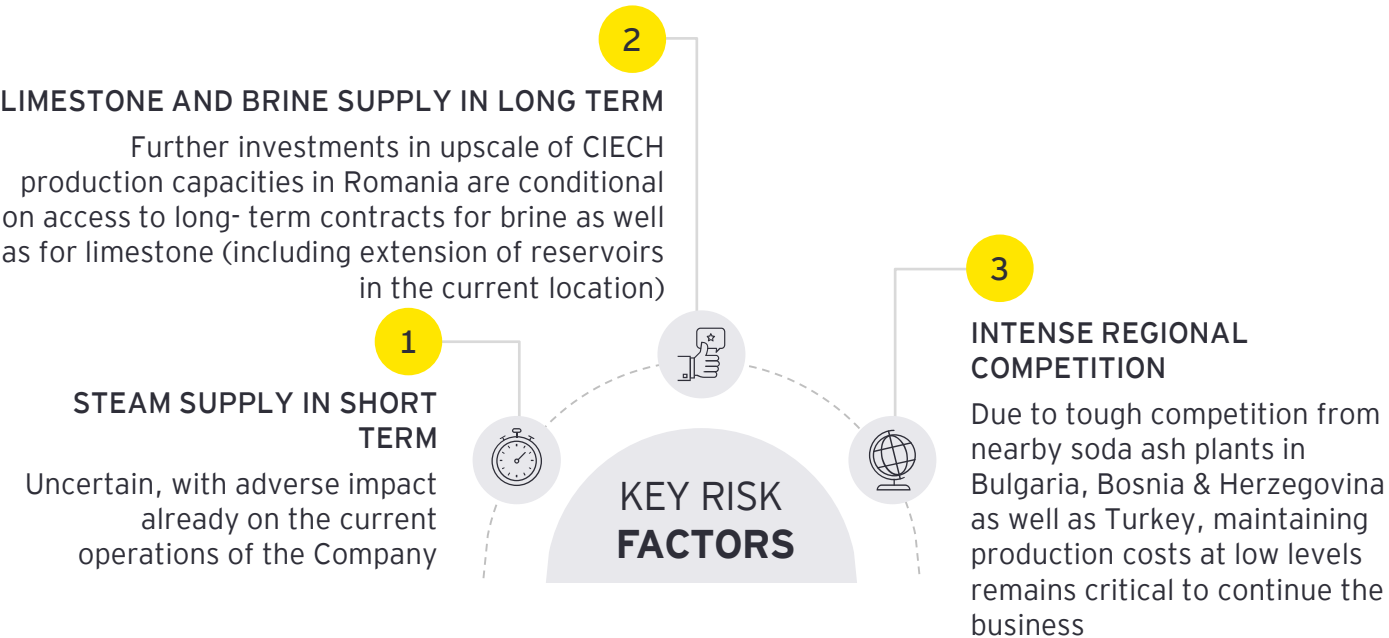 1
STEAM SUPPLY IN SHORT
TERM
Uncertain, with adverse impact
already on the current
operations of the Company
2
LIMESTONE AND BRINE SUPPLY IN LONG TERM
Further investments in upscale of CIECH
production capacities in Romania are conditional
on access to long- term contracts for brine as well
as for limestone (including extension of reservoirs
in the current location)
3
INTENSE REGIONAL
COMPETITION
Due to tough competition from
nearby soda ash plants in
Bulgaria, Bosnia & Herzegovina
as well as Turkey, maintaining
production costs at low levels
remains critical to continue the
business
KEY RISK
FACTORS